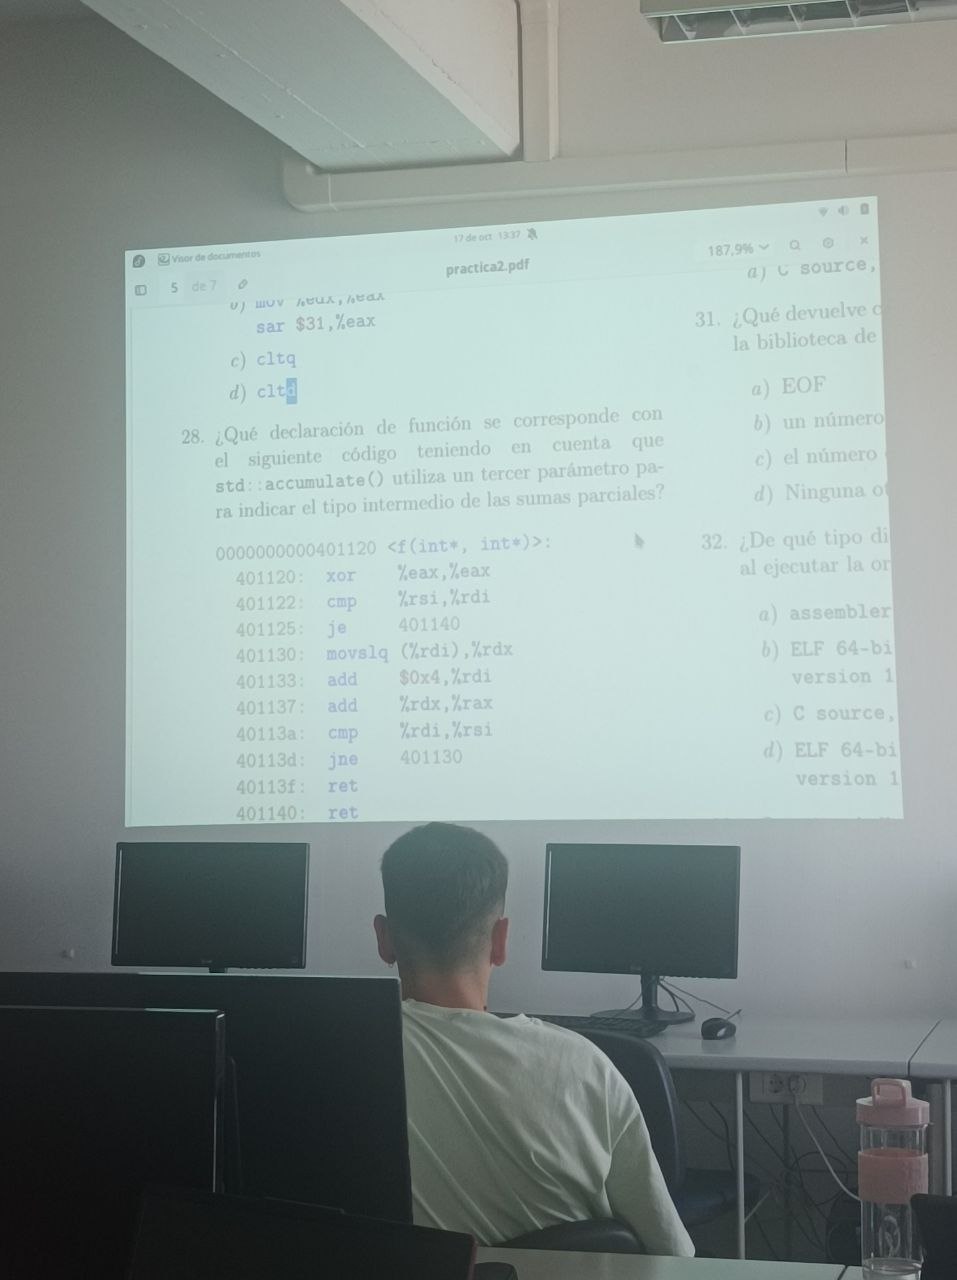 Visor de documentos
17 de oct 13:37
5 de 7
practica2.pdf
187,9%
b) mov %eax,%eax
sar $31,%eax
c) cltq
d) cltd
28. ¿Qué declaración de función se corresponde con
el siguiente código teniendo en cuenta que
std::accumulate() utiliza un tercer parámetro pa-
ra indicar el tipo intermedio de las sumas parciales?
0000000000401120 <f(int*, int*)>:
401120: xor %eax,%eax
401122: cmp %rsi,%rdi
401125: je 401140
401130: movslq (%rdi),%rdx
401133: add $0x4,%rdi
401137: add %rdx,%rax
40113a: cmp %rdi,%rsi
40113d: jne 401130
40113f: ret
401140: ret
a) C source,
31. ¿Qué devuelve
la biblioteca de
a) EOF
b) un número
c) el número
d) Ninguna
32. ¿De qué tipo
al ejecutar la
a) assembler
b) ELF 64-bi
version 1
c) C source,
d) ELF 64-bi
version 1